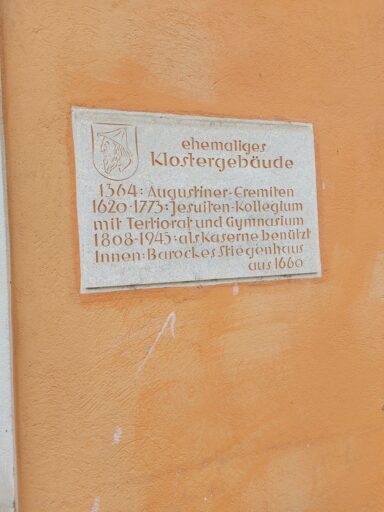 ehemaliges
Klostergebäude
1364: Augustiner-Eremiten
1620-1773: Jesuiten-Kollegium
mit Tertiorat und Gymnasium
1808-1945: als Kaserne benützt
Innen: Barockes Stiegenhaus
aus 1660